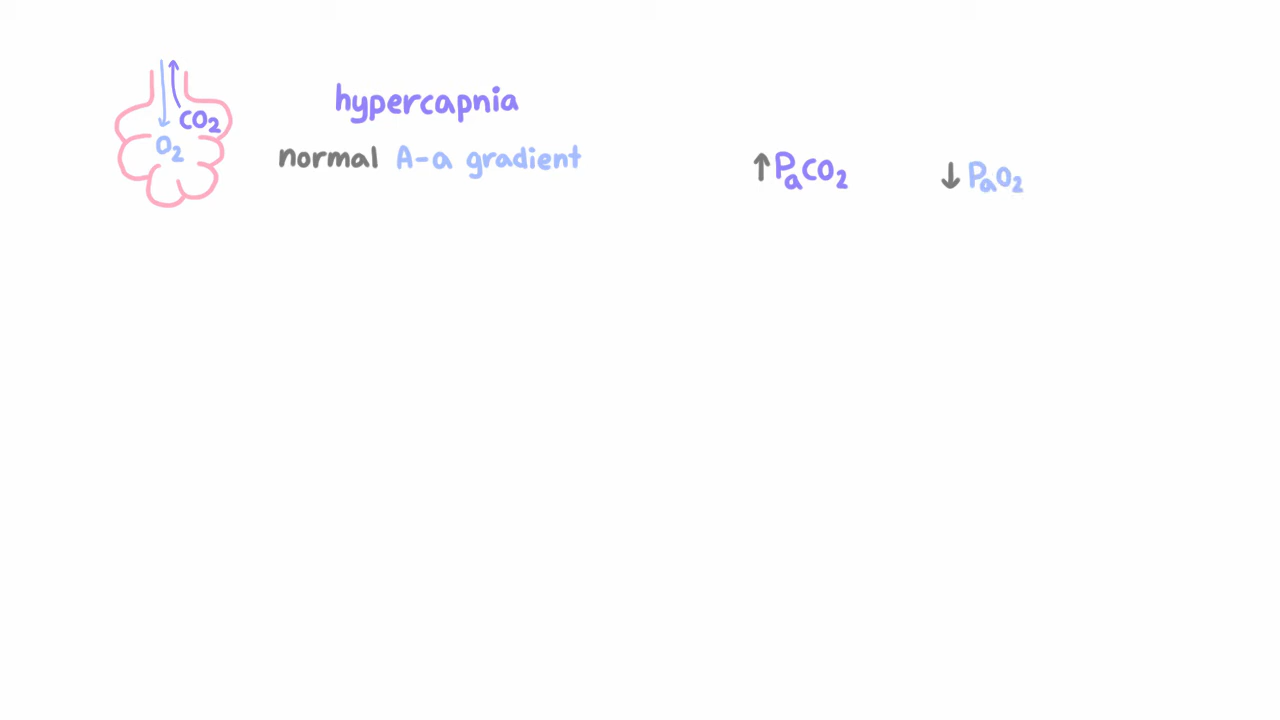 CO₂
O₂
hypercapnia
normal A-a gradient
↑PaCO₂
↓PaO₂